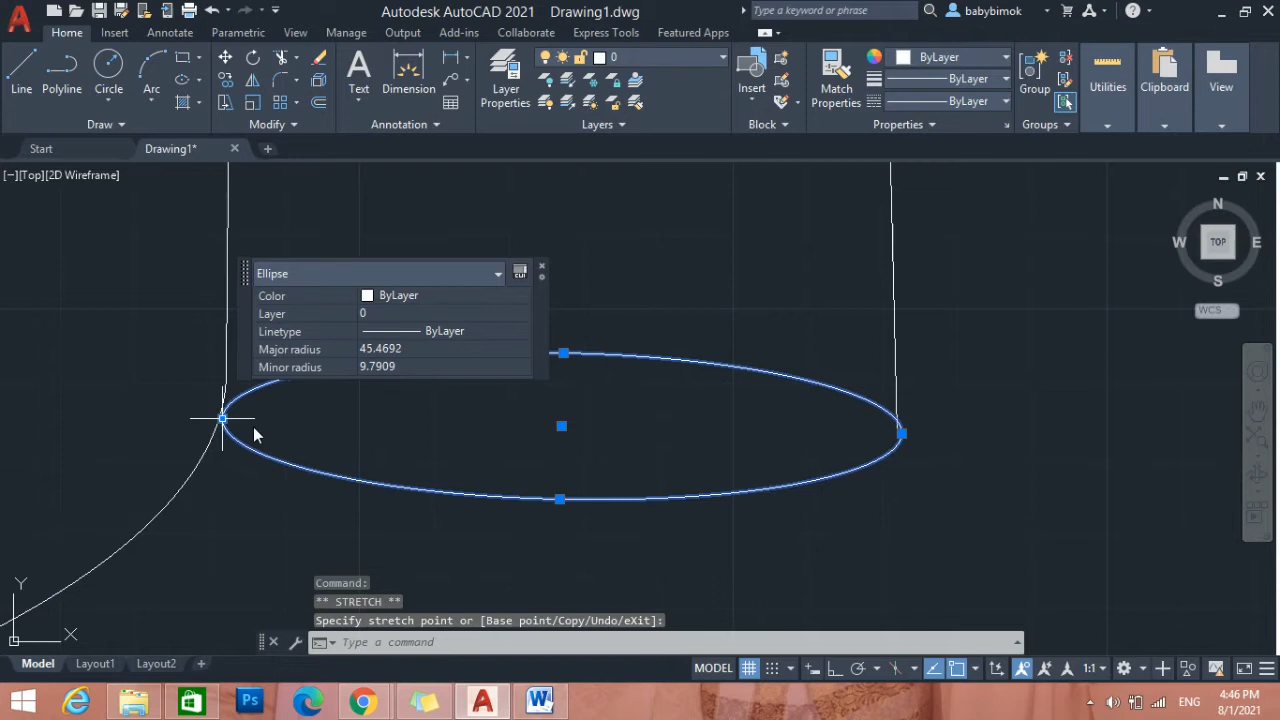 Autodesk AutoCAD 2021 Drawing1.dwg
Type a keyword or phrase
babybimok
Home Insert Annotate Parametric View Manage Output Add-ins Collaborate Express Tools Featured Apps
0
ByLayer
ByLayer
ByLayer
Line Polyline Circle Arc
Text Dimension
Layer Properties
Insert
Match Properties
Group
Utilities
Clipboard
View
Draw Modify Annotation Layers Block Properties Groups
Start Drawing1*
[−][Top][2D Wireframe]
N
W TOP E
S
WCS
Ellipse
CUI
Color ByLayer
Layer 0
Linetype ByLayer
Major radius 45.4692
Minor radius 9.7909
Y
X
Command:
** STRETCH **
Specify stretch point or [Base point/Copy/Undo/eXit]:
Type a command
Model Layout1 Layout2 +
MODEL 1:1
Ps
A
W
ENG
4:46 PM
8/1/2021